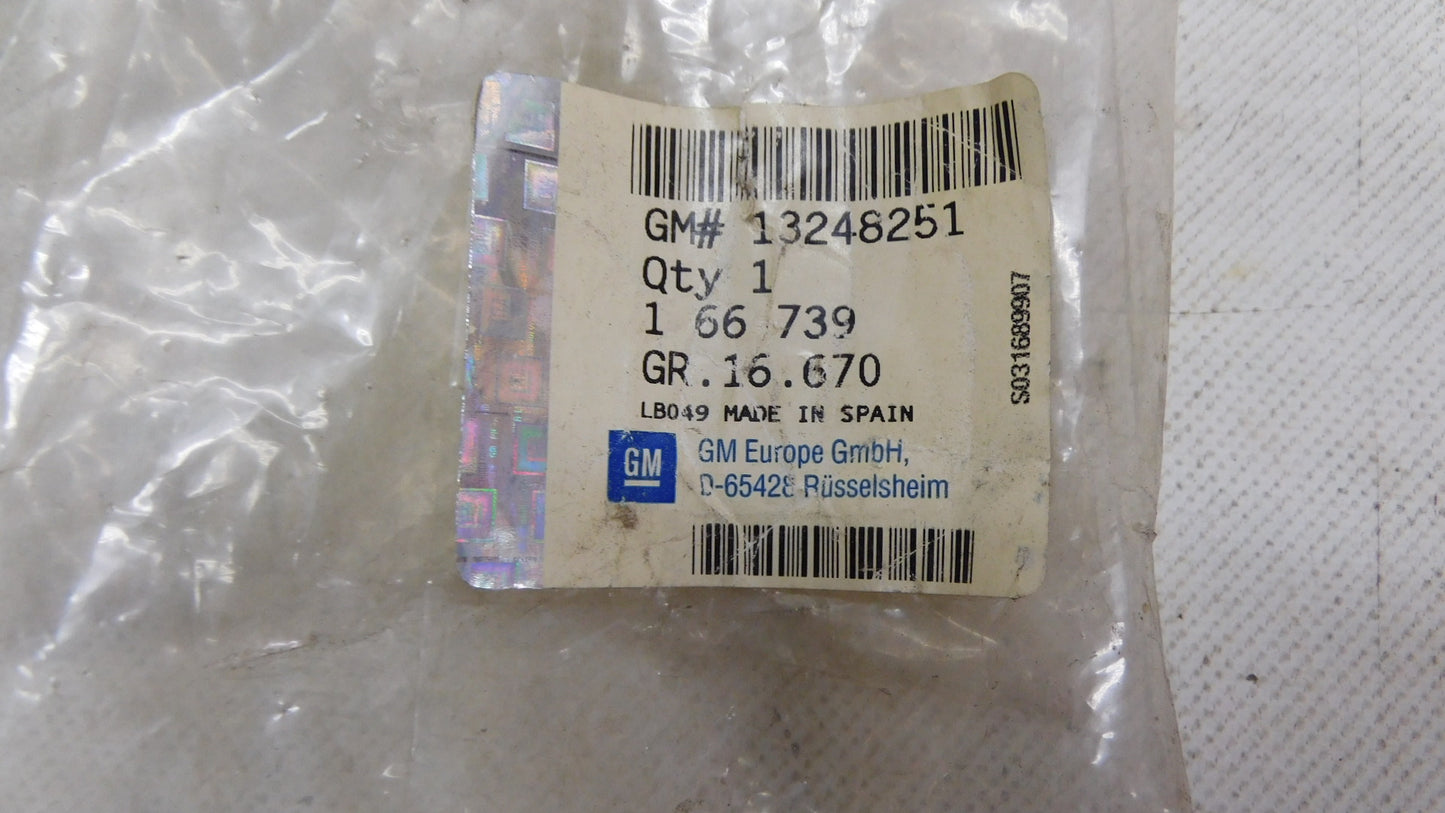 GM# 13248251
Qty 1
1 66 739
GR.16.670
LB049 MADE IN SPAIN
GM
GM Europe GmbH,
D-65428 Rüsselsheim
S031689907